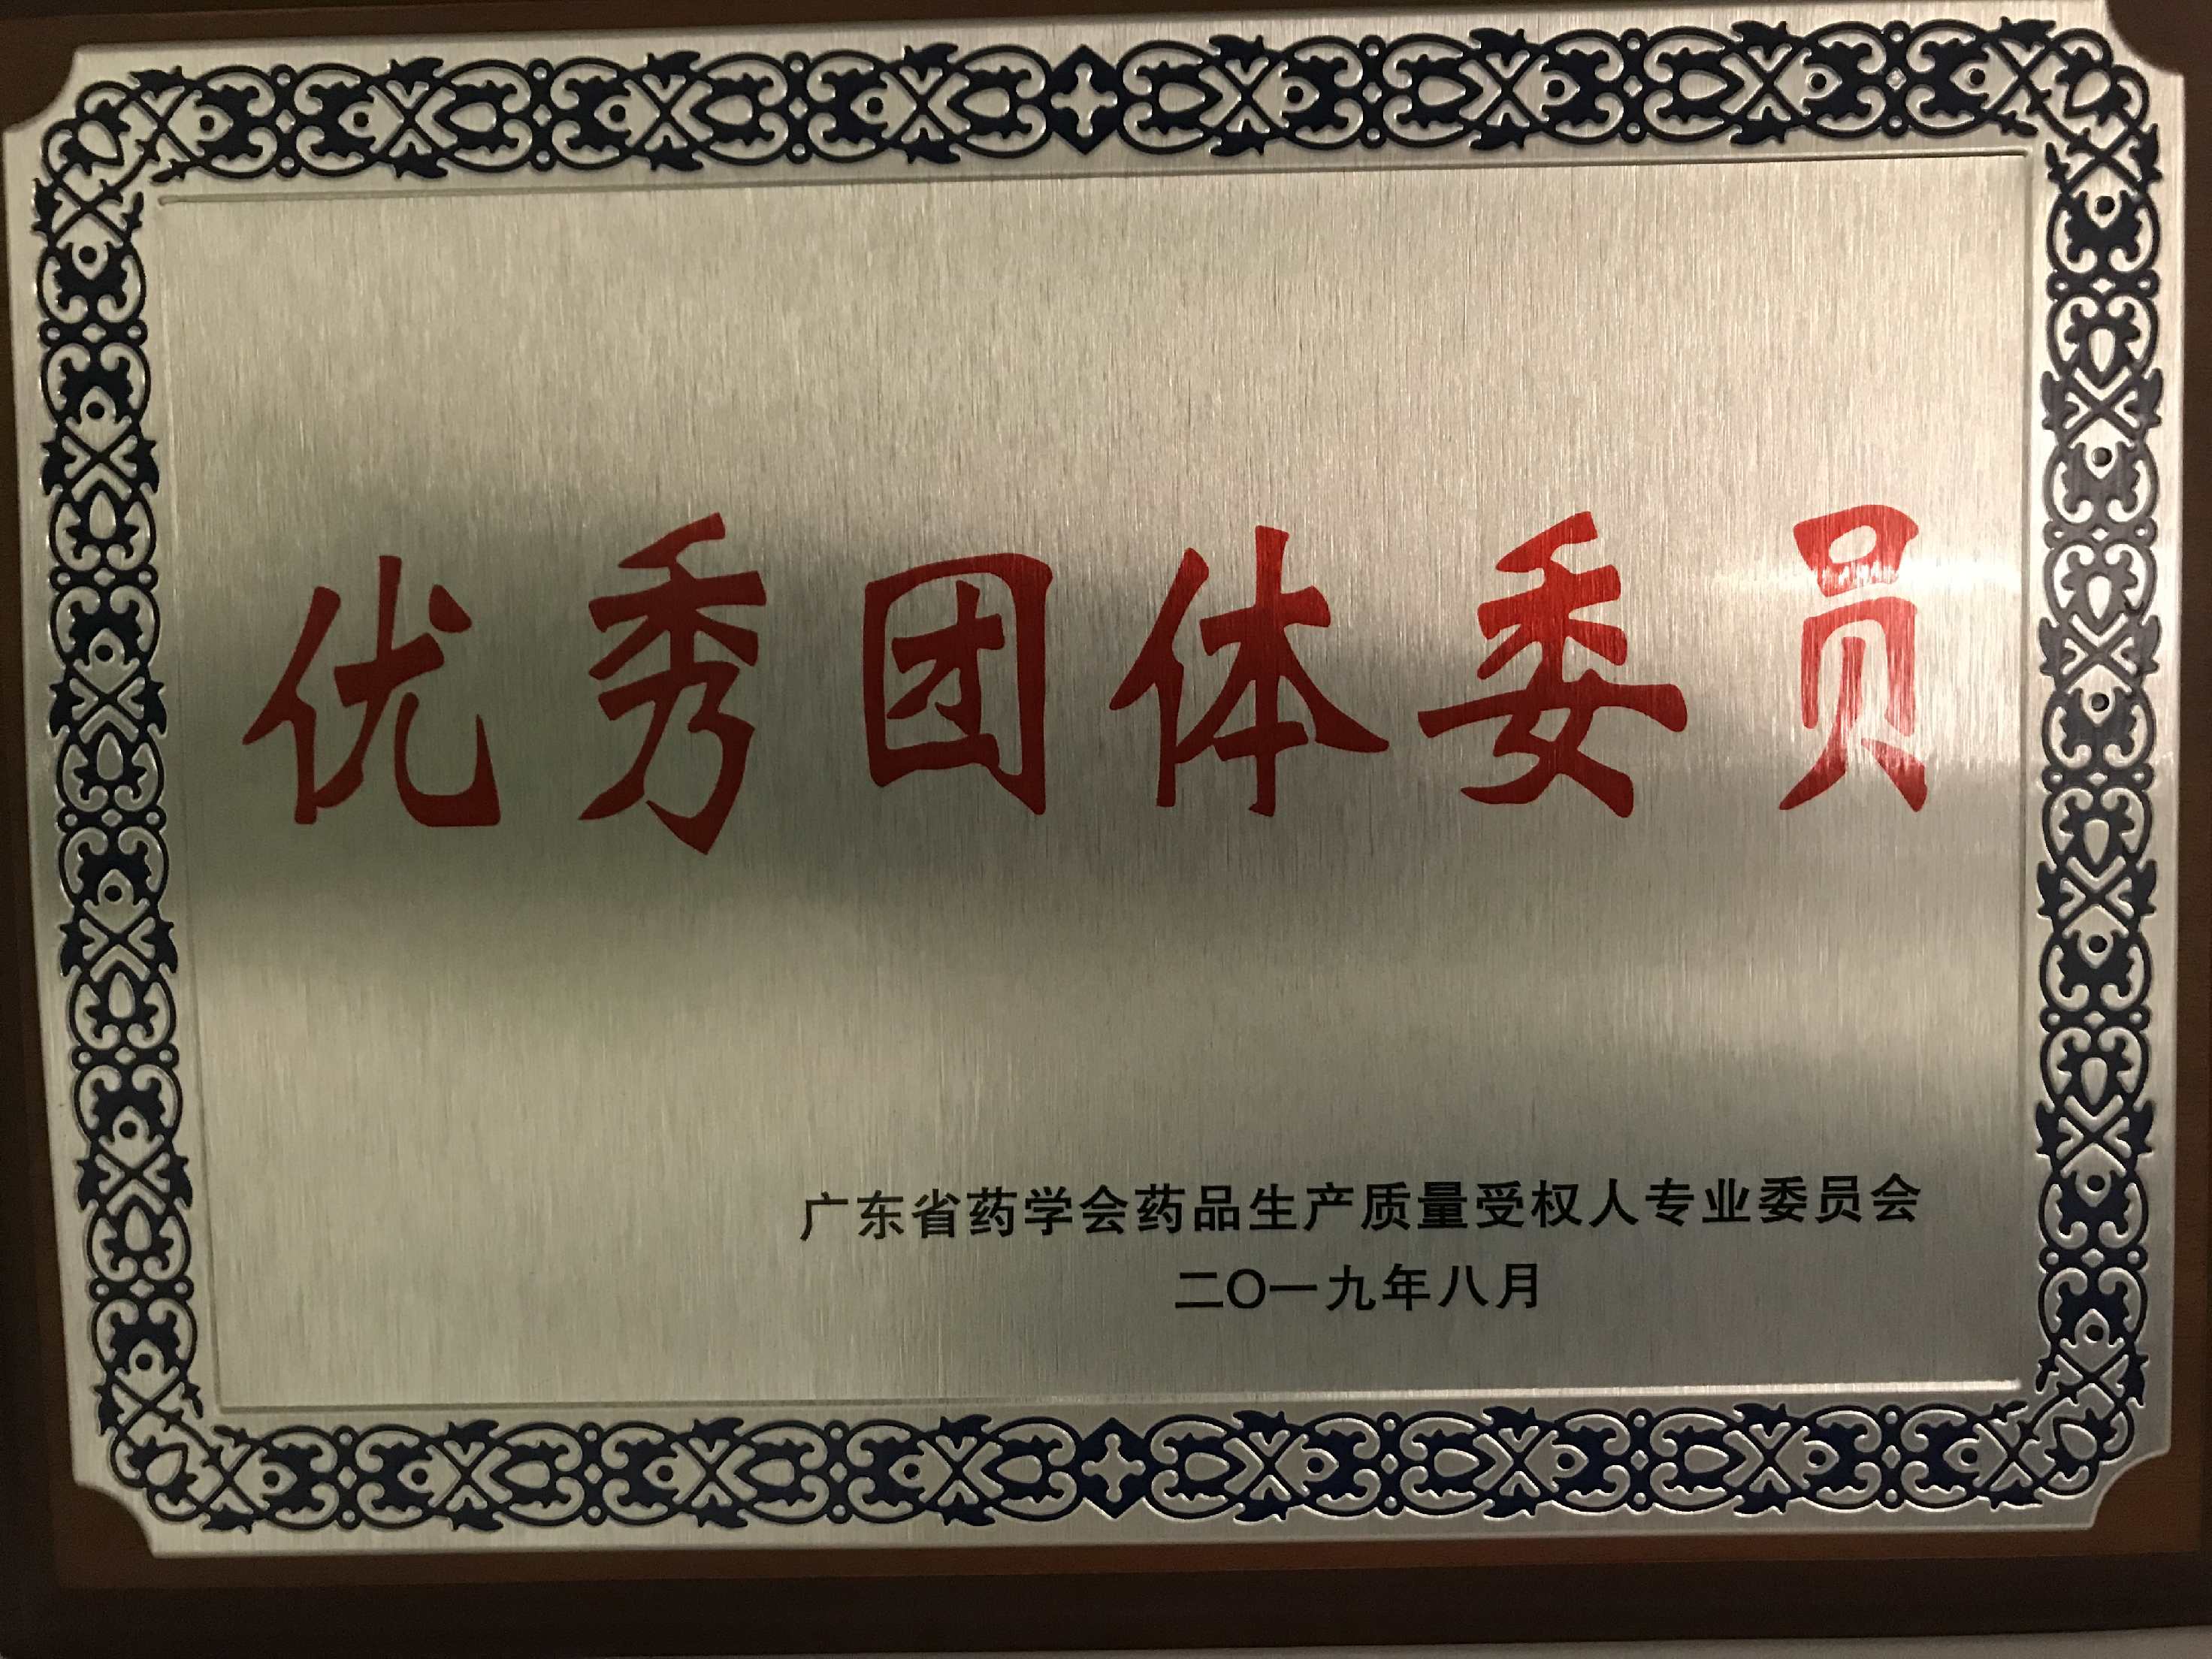 优秀团体委员
广东省药学会药品生产质量受权人专业委员会
二〇一九年八月